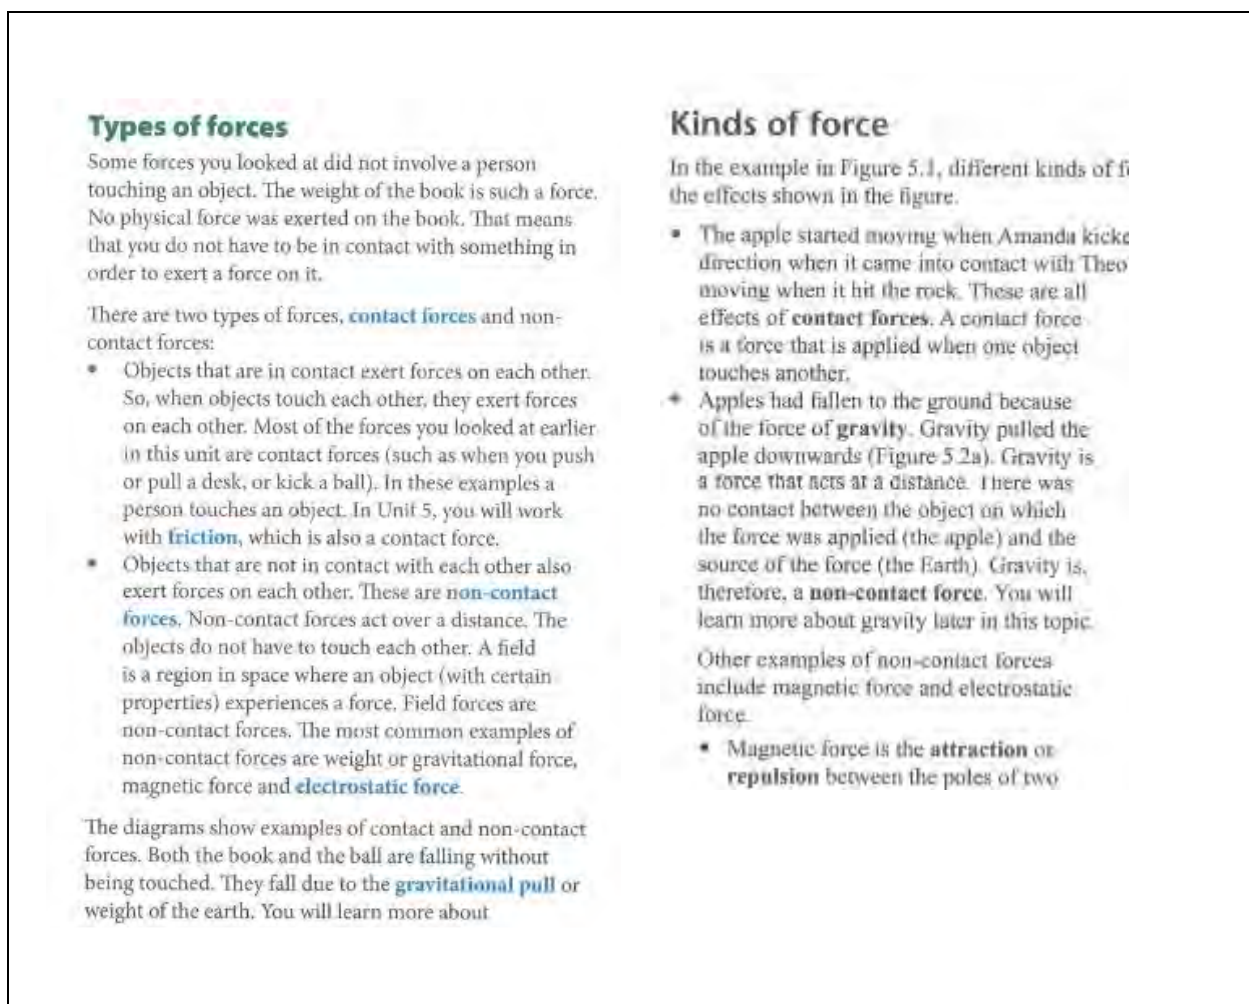 Types of forces
Some forces you looked at did not involve a person
touching an object. The weight of the book is such a force.
No physical force was exerted on the book. That means
that you do not have to be in contact with something in
order to exert a force on it.
There are two types of forces, contact forces and non-
contact forces:
• Objects that are in contact exert forces on each other.
So, when objects touch each other, they exert forces
on each other. Most of the forces you looked at earlier
in this unit are contact forces (such as when you push
or pull a desk, or kick a ball). In these examples a
person touches an object. In Unit 5, you will work
with friction, which is also a contact force.
• Objects that are not in contact with each other also
exert forces on each other. These are non-contact
forces. Non-contact forces act over a distance. The
objects do not have to touch each other. A field
is a region in space where an object (with certain
properties) experiences a force. Field forces are
non-contact forces. The most common examples of
non-contact forces are weight or gravitational force,
magnetic force and electrostatic force.
The diagrams show examples of contact and non-contact
forces. Both the book and the ball are falling without
being touched. They fall due to the gravitational pull or
weight of the earth. You will learn more about
Kinds of force
In the example in Figure 5.1, different kinds of
the effects shown in the figure.
• The apple started moving when Amanda kicke
direction when it came into contact with Theo
moving when it hit the rock. These are all
effects of contact forces. A contact force
is a force that is applied when one object
touches another.
• Apples had fallen to the ground because
of the force of gravity. Gravity pulled the
apple downwards (Figure 5.2a). Gravity is
a force that acts at a distance. There was
no contact between the object on which
the force was applied (the apple) and the
source of the force (the Earth). Gravity is,
therefore, a non-contact force. You will
learn more about gravity later in this topic.
Other examples of non-contact forces
include magnetic force and electrostatic
force.
• Magnetic force is the attraction or
repulsion between the poles of two